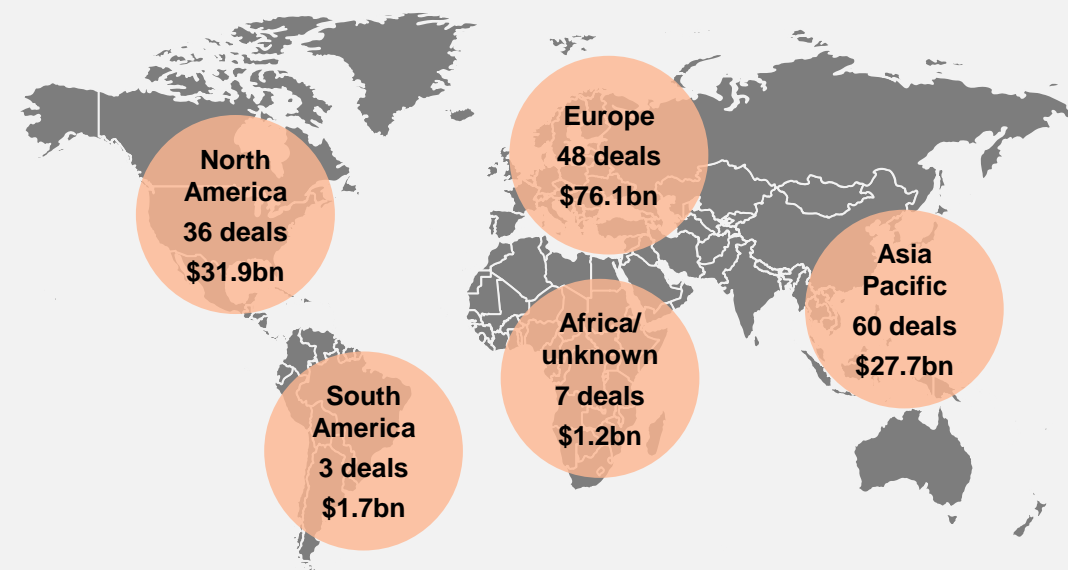 North
America
36 deals
$31.9bn
Europe
48 deals
$76.1bn
Asia
Pacific
60 deals
$27.7bn
Africa/
unknown
7 deals
$1.2bn
South
America
3 deals
$1.7bn